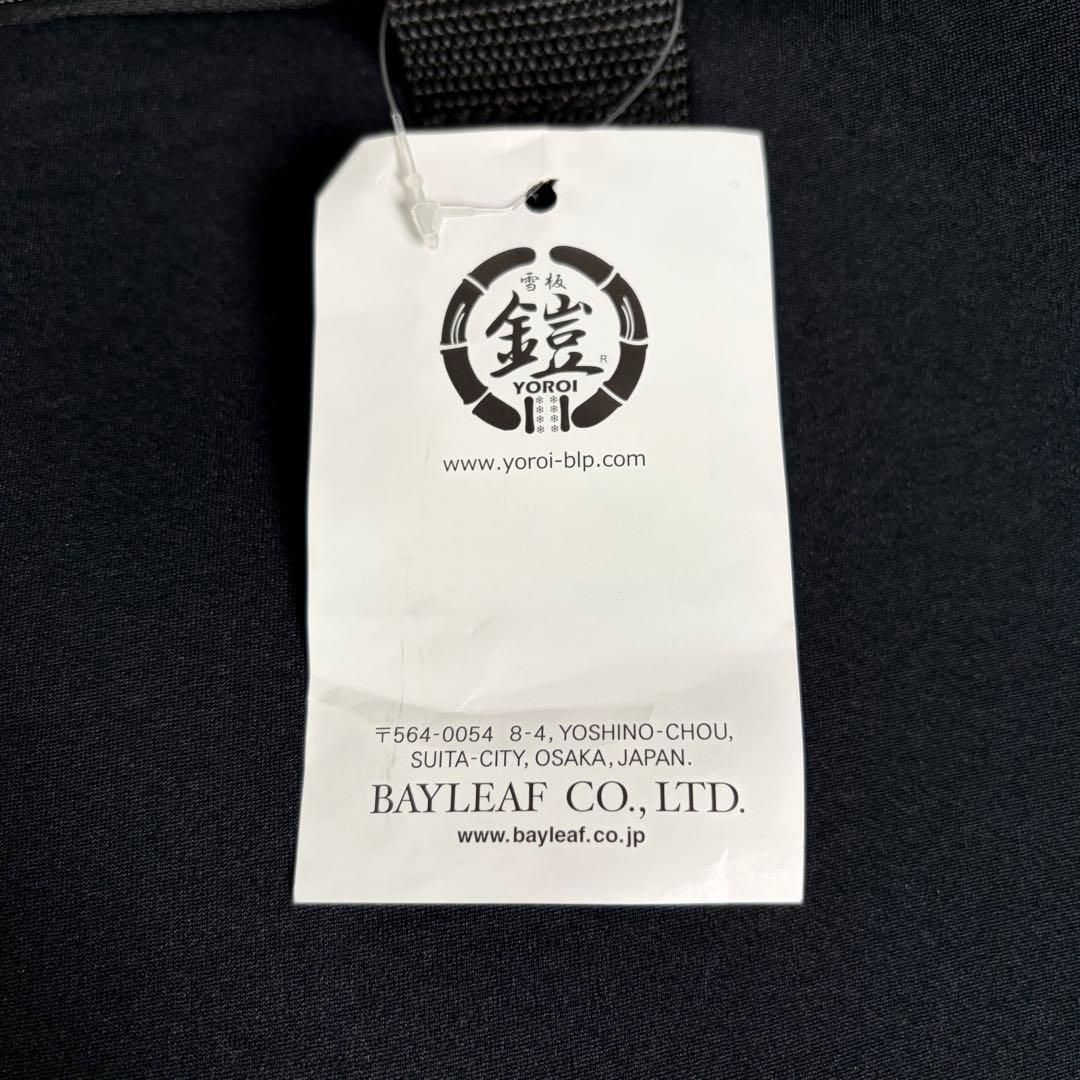 雪板
鎧
®
YOROI
www.yoroi-blp.com
〒564-0054 8-4, YOSHINO-CHOU,
SUITA-CITY, OSAKA, JAPAN.
BAYLEAF CO., LTD.
www.bayleaf.co.jp